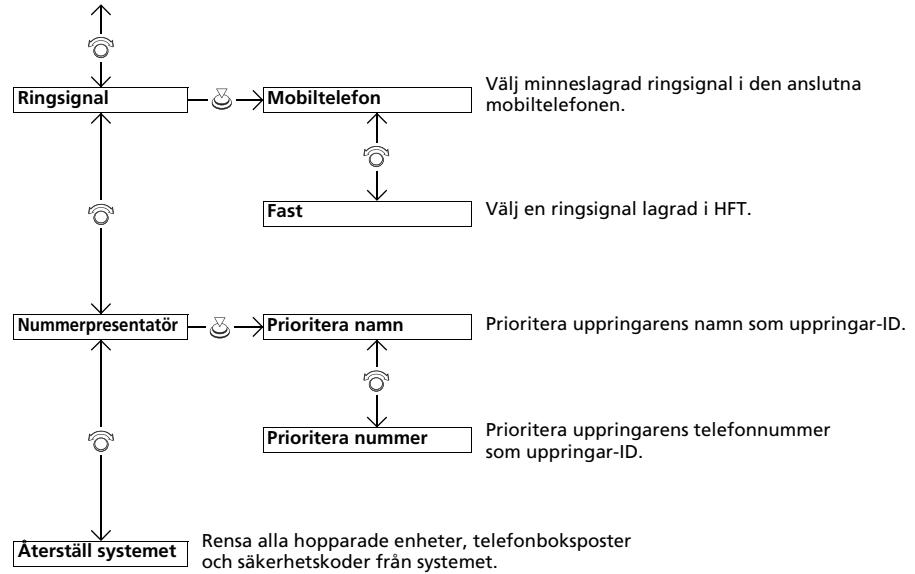 Ringsignal
Mobiltelefon
Välj minneslagrad ringsignal i den anslutna
mobiltelefonen.
Fast
Välj en ringsignal lagrad i HFT.
Nummerpresentatör
Prioritera namn
Prioritera uppringarens namn som uppringar-ID.
Prioritera nummer
Prioritera uppringarens telefonnummer
som uppringar-ID.
Återställ systemet
Rensa alla hopparade enheter, telefonboksposter
och säkerhetskoder från systemet.